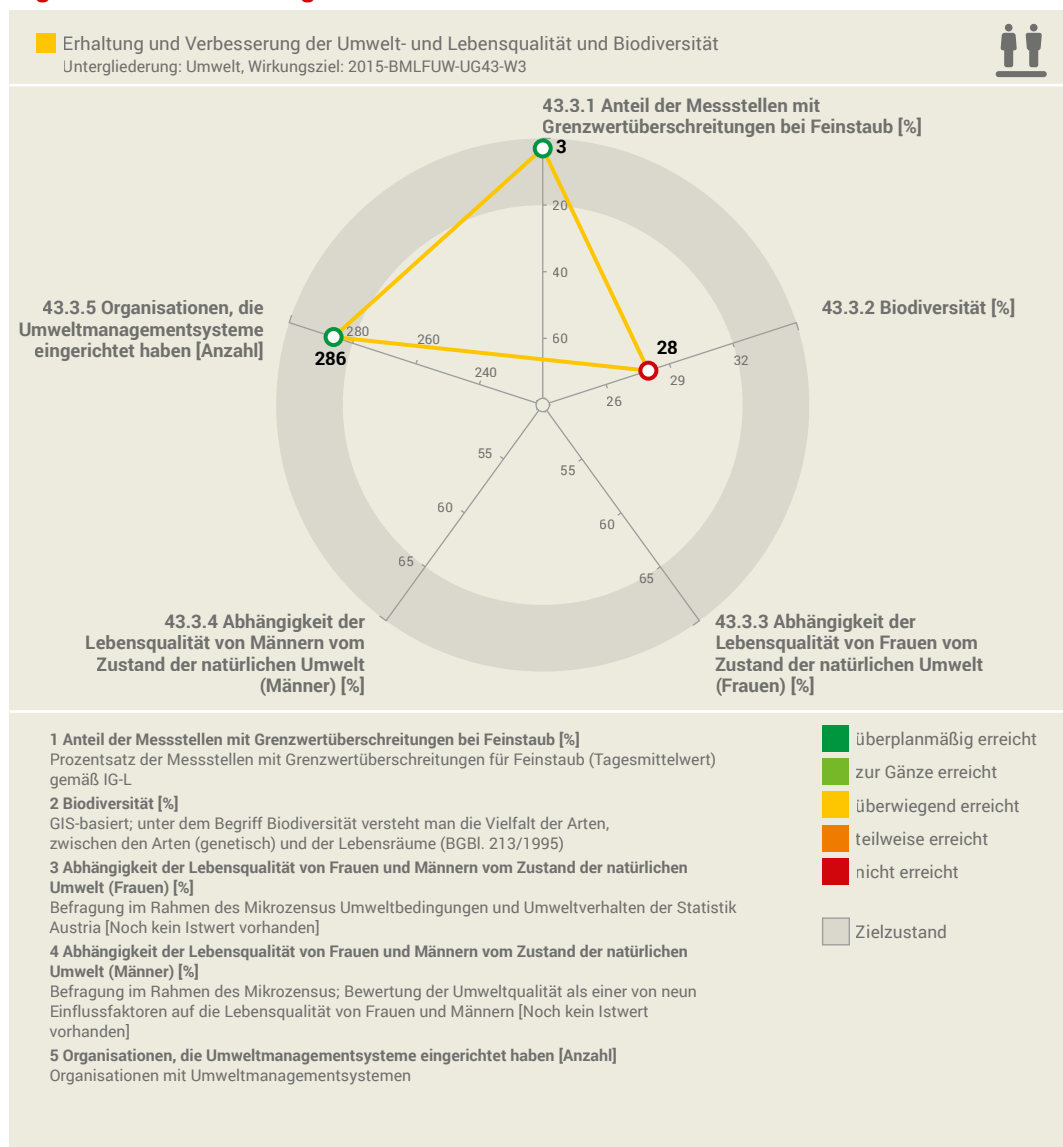 Erhaltung und Verbesserung der Umwelt- und Lebensqualität und Biodiversität
Untergliederung: Umwelt, Wirkungsziel: 2015-BMLFUW-UG43-W3
43.3.1 Anteil der Messstellen mit
Grenzwertüberschreitungen bei Feinstaub [%]
3
20
40
60
43.3.2 Biodiversität [%]
28
32
29
26
43.3.5 Organisationen, die
Umweltmanagementsysteme
eingerichtet haben [Anzahl]
286
280
260
240
55
60
65
55
60
65
43.3.4 Abhängigkeit der
Lebensqualität von Männern vom
Zustand der natürlichen Umwelt
(Männer) [%]
43.3.3 Abhängigkeit der
Lebensqualität von Frauen vom
Zustand der natürlichen Umwelt
(Frauen) [%]
1 Anteil der Messstellen mit Grenzwertüberschreitungen bei Feinstaub [%]
Prozentsatz der Messstellen mit Grenzwertüberschreitungen für Feinstaub (Tagesmittelwert)
gemäß IG-L
2 Biodiversität [%]
GIS-basiert; unter dem Begriff Biodiversität versteht man die Vielfalt der Arten,
zwischen den Arten (genetisch) und der Lebensräume (BGBl. 213/1995)
3 Abhängigkeit der Lebensqualität von Frauen und Männern vom Zustand der natürlichen
Umwelt (Frauen) [%]
Befragung im Rahmen des Mikrozensus Umweltbedingungen und Umweltverhalten der Statistik
Austria [Noch kein Istwert vorhanden]
4 Abhängigkeit der Lebensqualität von Frauen und Männern vom Zustand der natürlichen
Umwelt (Männer) [%]
Befragung im Rahmen des Mikrozensus; Bewertung der Umweltqualität als einer von neun
Einflussfaktoren auf die Lebensqualität von Frauen und Männern [Noch kein Istwert
vorhanden]
5 Organisationen, die Umweltmanagementsysteme eingerichtet haben [Anzahl]
Organisationen mit Umweltmanagementsystemen
überplanmäßig erreicht
zur Gänze erreicht
überwiegend erreicht
teilweise erreicht
nicht erreicht
Zielzustand